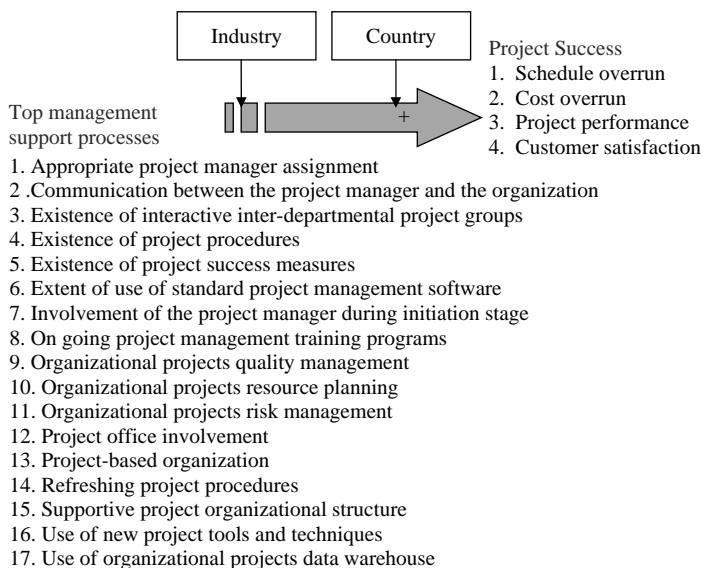 Industry
Country
Project Success
1. Schedule overrun
2. Cost overrun
3. Project performance
4. Customer satisfaction
+
Top management
support processes
1. Appropriate project manager assignment
2 .Communication between the project manager and the organization
3. Existence of interactive inter-departmental project groups
4. Existence of project procedures
5. Existence of project success measures
6. Extent of use of standard project management software
7. Involvement of the project manager during initiation stage
8. On going project management training programs
9. Organizational projects quality management
10. Organizational projects resource planning
11. Organizational projects risk management
12. Project office involvement
13. Project-based organization
14. Refreshing project procedures
15. Supportive project organizational structure
16. Use of new project tools and techniques
17. Use of organizational projects data warehouse